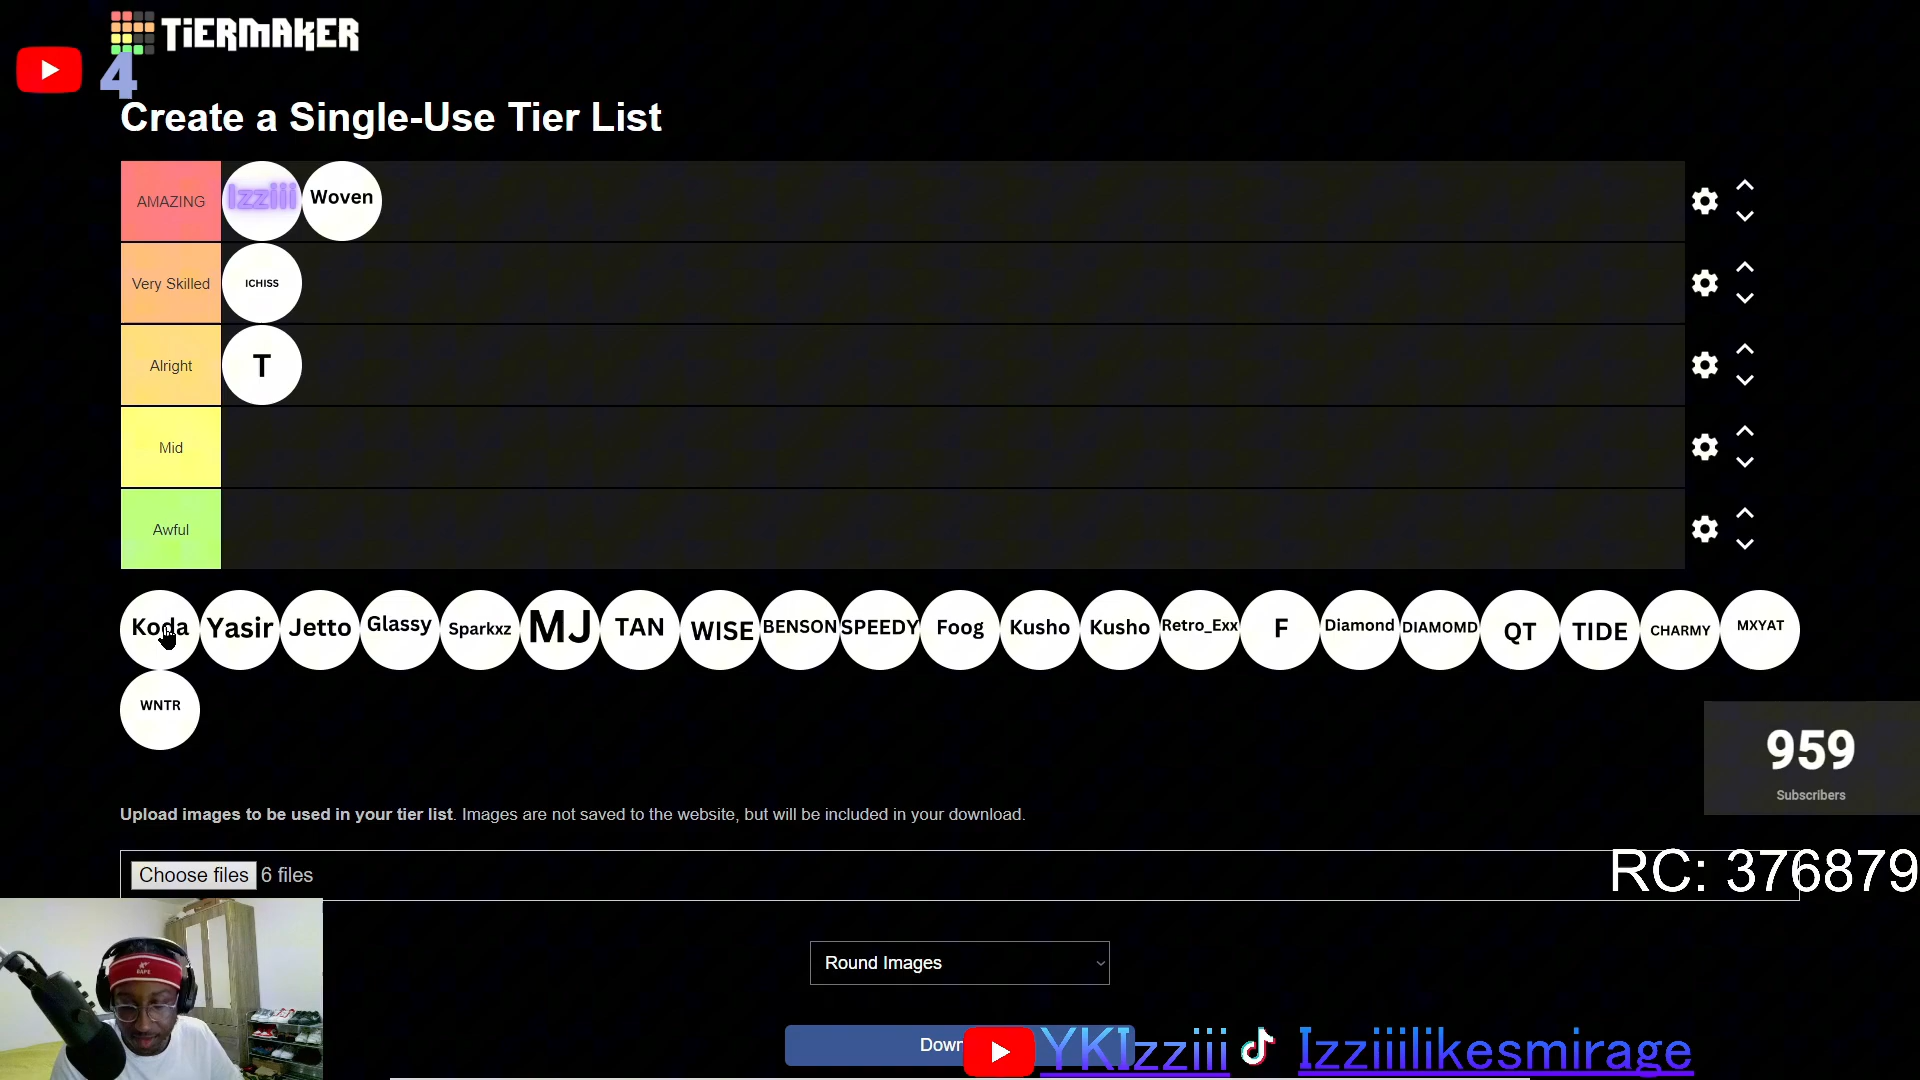 TiERMAKER
4
Create a Single-Use Tier List
AMAZING
Izziii
Woven
Very Skilled
ICHISS
Alright
T
Mid
Awful
Koda
Yasir
Jetto
Glassy
Sparkxz
MJ
TAN
WISE
BENSON
SPEEDY
Foog
Kusho
Kusho
Retro_Exx
F
Diamond
DIAMOMD
QT
TIDE
CHARMY
MXYAT
WNTR
959
Subscribers
Upload images to be used in your tier list. Images are not saved to the website, but will be included in your download.
Choose files 6 files
RC: 376879
Round Images
Down
YKIzziii
Izziiilikesmirage